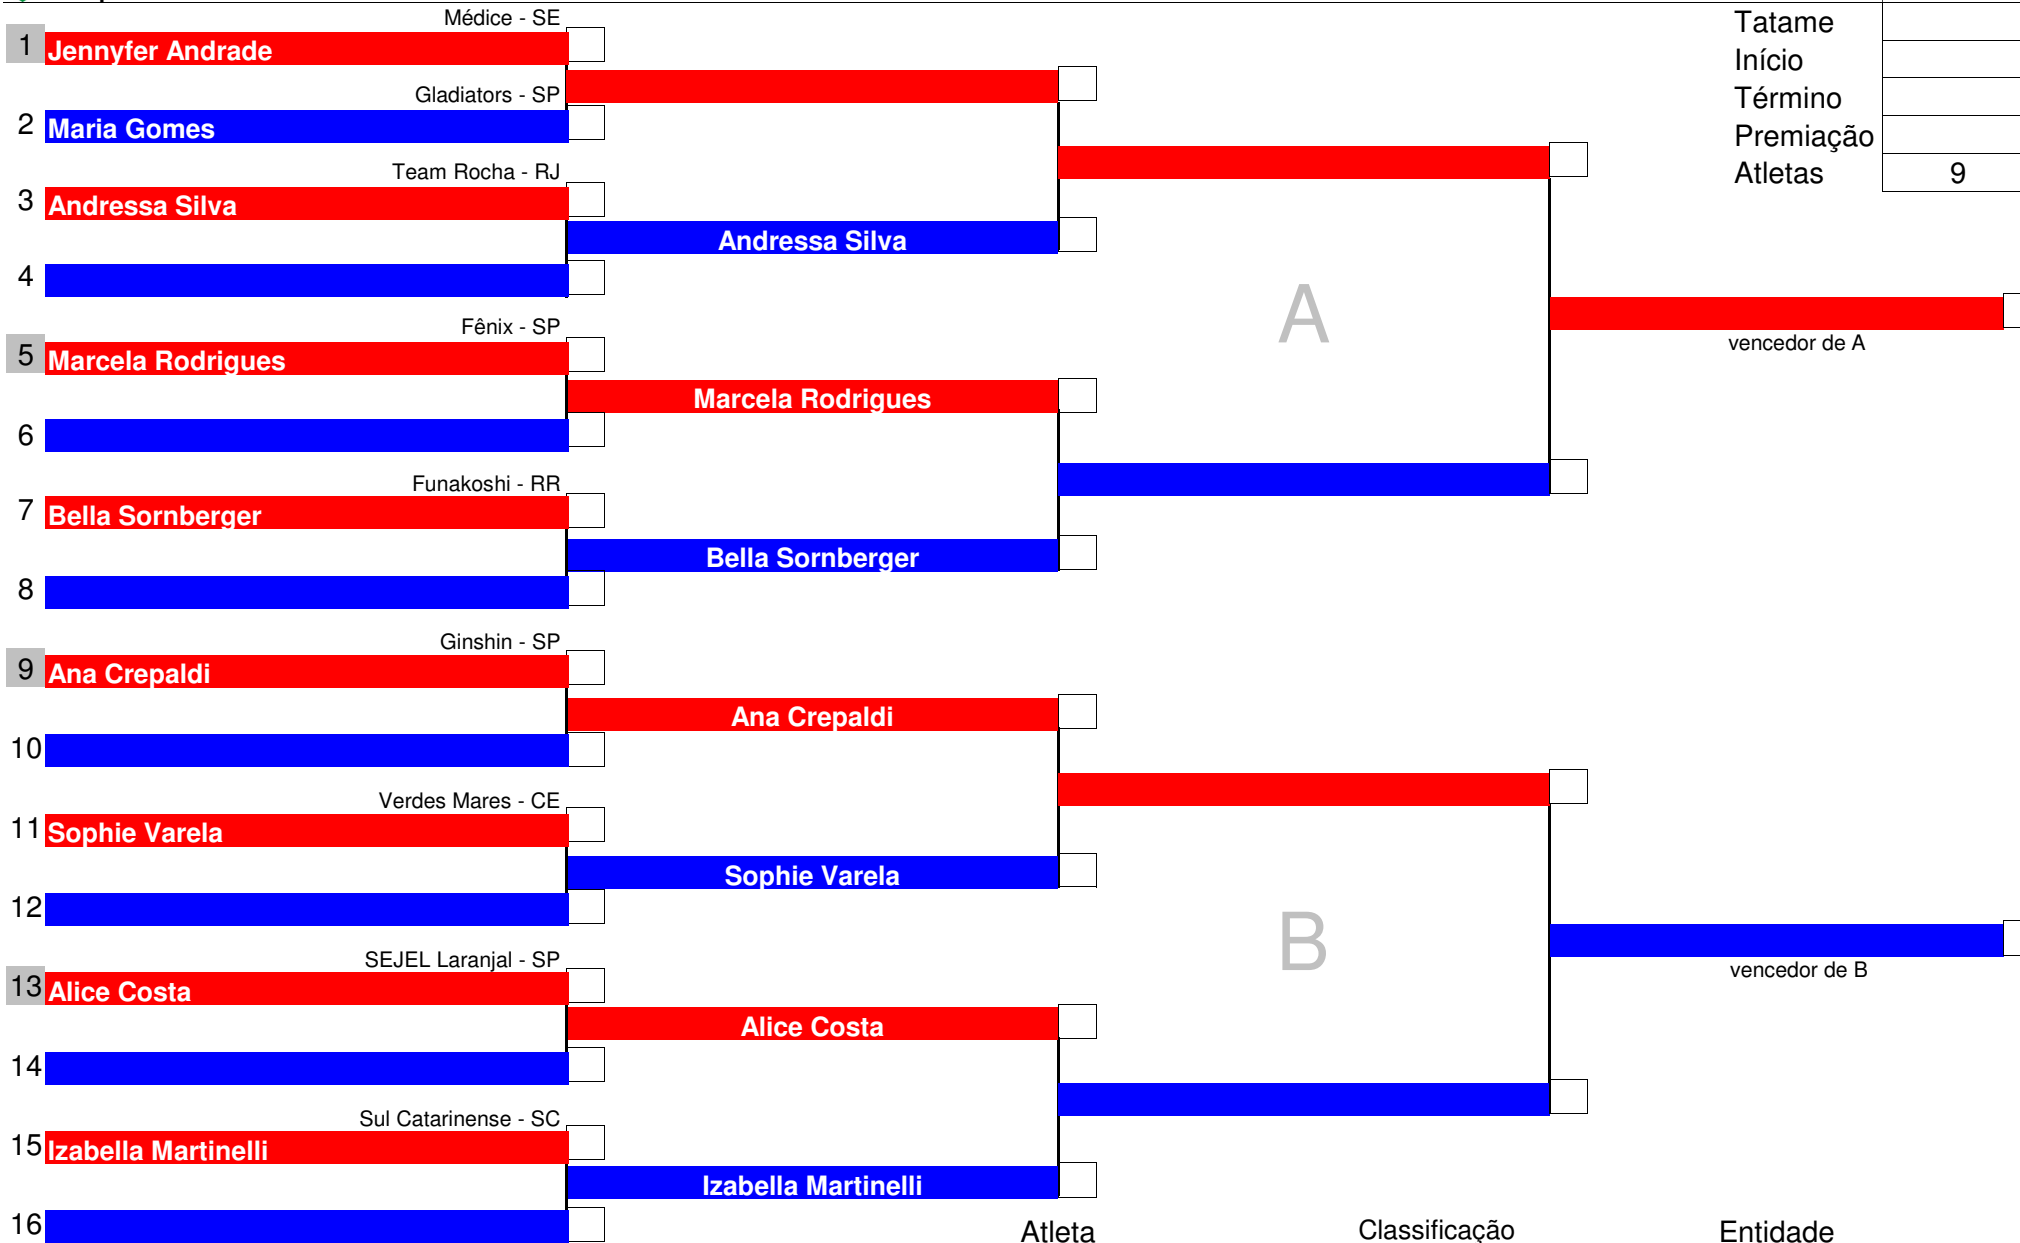 Médice - SE
1 Jennyfer Andrade
Gladiators - SP
2 Maria Gomes
Team Rocha - RJ
3 Andressa Silva
Andressa Silva
4
Fênix - SP
5 Marcela Rodrigues
Marcela Rodrigues
6
Funakoshi - RR
7 Bella Sornberger
Bella Sornberger
8
Ginshin - SP
9 Ana Crepaldi
Ana Crepaldi
10
Verdes Mares - CE
11 Sophie Varela
Sophie Varela
12
SEJEL Laranjal - SP
13 Alice Costa
Alice Costa
14
Sul Catarinense - SC
15 Izabella Martinelli
Izabella Martinelli
16
A
B
Tatame
Início
Término
Premiação
Atletas 9
vencedor de A
vencedor de B
Atleta Classificação Entidade